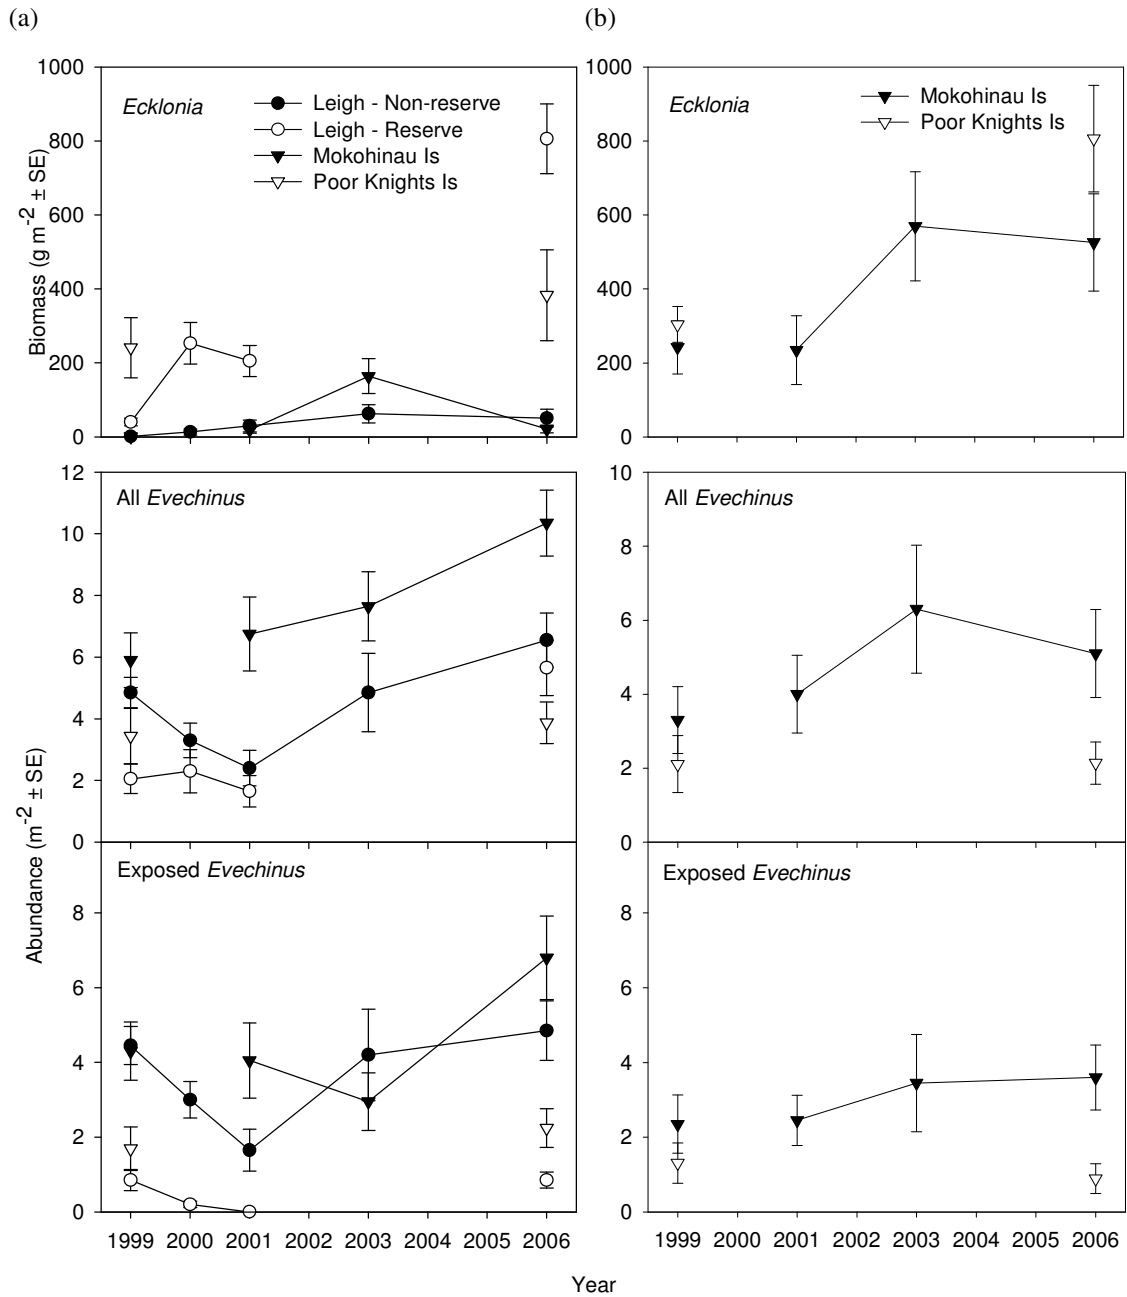 (a)
(b)
Biomass (g m⁻² ± SE)
1000
800
600
400
200
0
Ecklonia
Leigh - Non-reserve
Leigh - Reserve
Mokohinau Is
Poor Knights Is
1000
800
600
400
200
0
Ecklonia
Mokohinau Is
Poor Knights Is
Abundance (m⁻² ± SE)
12
10
8
6
4
2
0
All Evechinus
10
8
6
4
2
0
All Evechinus
8
6
4
2
0
Exposed Evechinus
1999 2000 2001 2002 2003 2004 2005 2006
8
6
4
2
0
Exposed Evechinus
1999 2000 2001 2002 2003 2004 2005 2006
Year